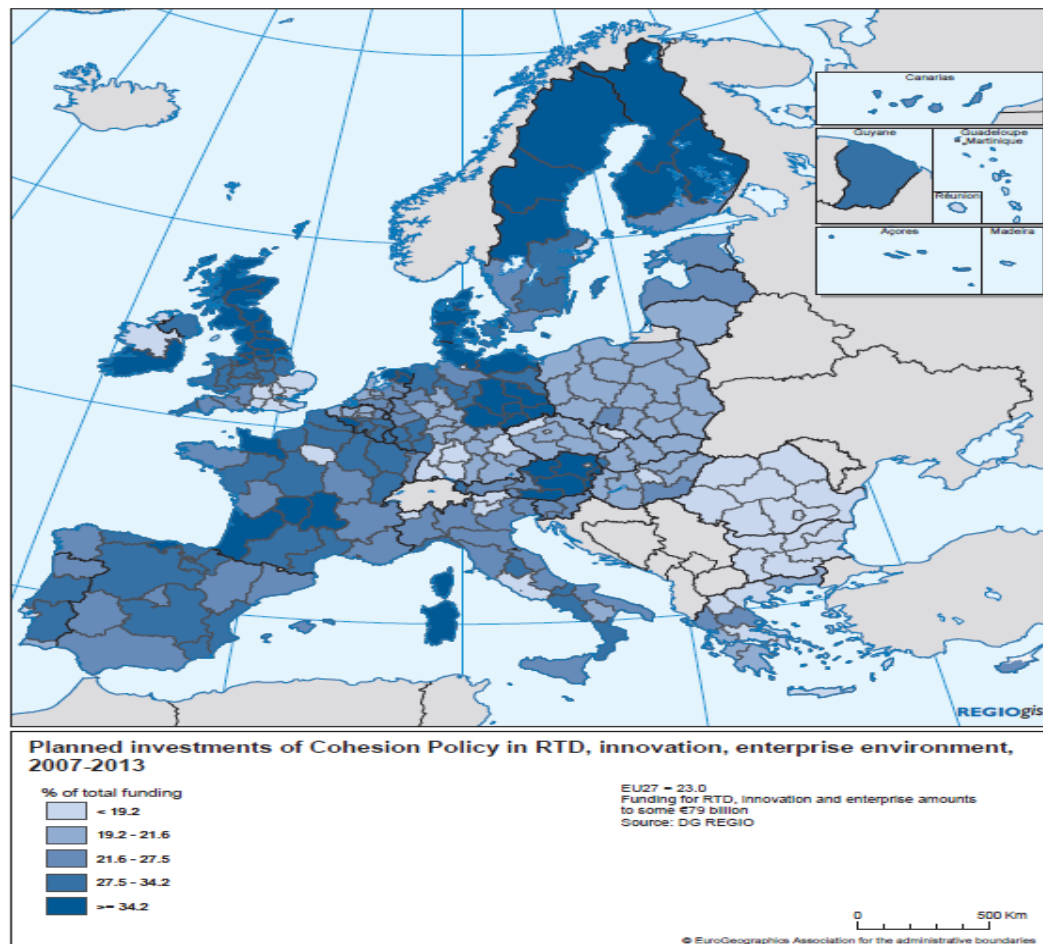 Canarias
Guyane
Guadeloupe
Martinique
Réunion
Açores
Madeira
REGIOgis
Planned investments of Cohesion Policy in RTD, innovation, enterprise environment,
2007-2013
% of total funding
< 19.2
19.2 - 21.6
21.6 - 27.5
27.5 - 34.2
>= 34.2
EU27 = 23.0
Funding for RTD, innovation and enterprise amounts
to some €79 billion
Source: DG REGIO
0 500 Km
© EuroGeographics Association for the administrative boundaries